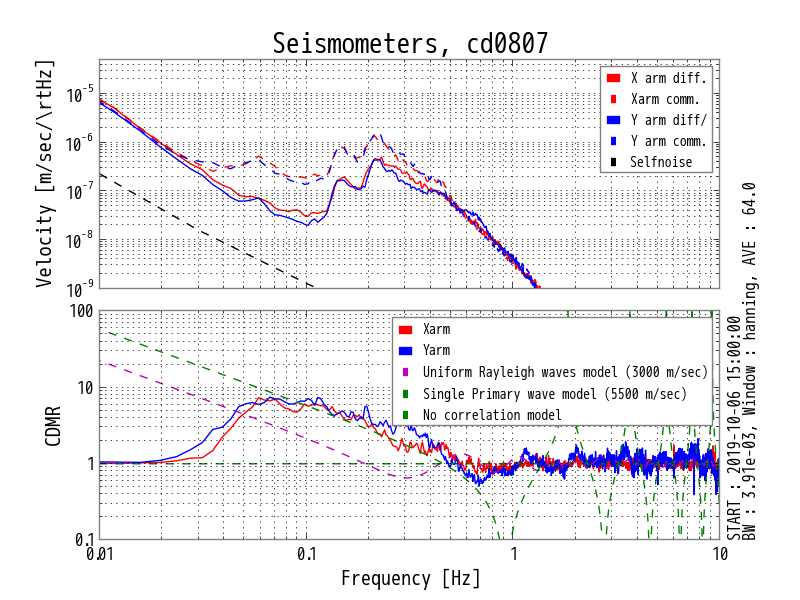 Seismometers, cd0807
Velocity [m/sec/\rtHz]
10^-5
10^-6
10^-7
10^-8
10^-9
X arm diff.
Xarm comm.
Y arm diff/
Y arm comm.
Selfnoise
CDMR
100
10
1
0.1
Xarm
Yarm
Uniform Rayleigh waves model (3000 m/sec)
Single Primary wave model (5500 m/sec)
No correlation model
0.01
0.1
1
10
Frequency [Hz]
START : 2019-10-06 15:00:00
BW : 3.91e-03, Window : hanning, AVE : 64.0